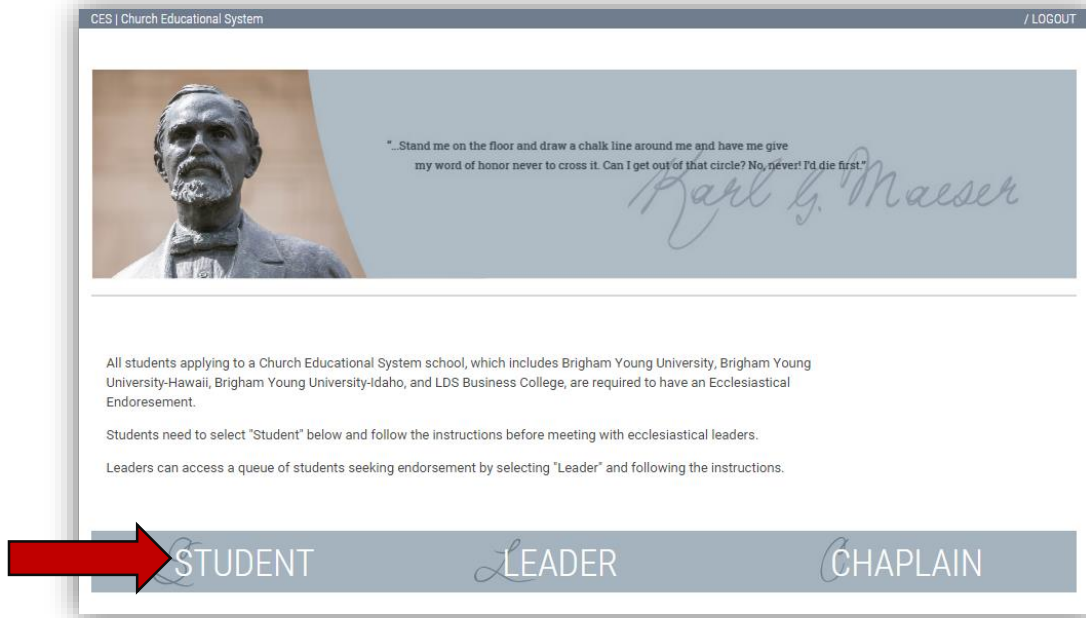 CES | Church Educational System
/ LOGOUT
"...Stand me on the floor and draw a chalk line around me and have me give
my word of honor never to cross it. Can I get out of that circle? No, never! I'd die first."
Karl G. Maeser
All students applying to a Church Educational System school, which includes Brigham Young University, Brigham Young
University-Hawaii, Brigham Young University-Idaho, and LDS Business College, are required to have an Ecclesiastical
Endoresement.
Students need to select "Student" below and follow the instructions before meeting with ecclesiastical leaders.
Leaders can access a queue of students seeking endorsement by selecting "Leader" and following the instructions.
STUDENT
LEADER
CHAPLAIN